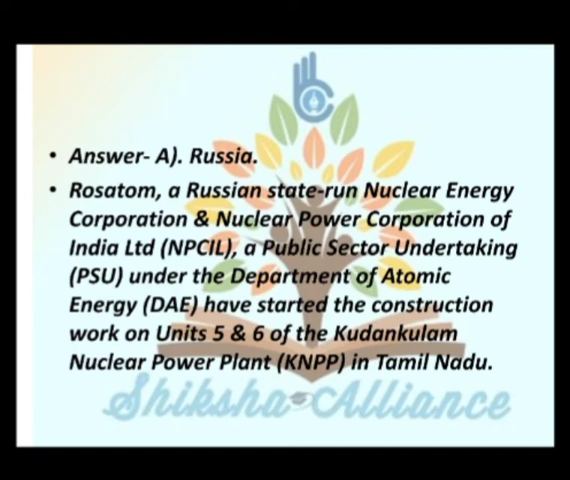 • Answer- A). Russia.
• Rosatom, a Russian state-run Nuclear Energy
Corporation & Nuclear Power Corporation of
India Ltd (NPCIL), a Public Sector Undertaking
(PSU) under the Department of Atomic
Energy (DAE) have started the construction
work on Units 5 & 6 of the Kudankulam
Nuclear Power Plant (KNPP) in Tamil Nadu.
Shiksha Alliance